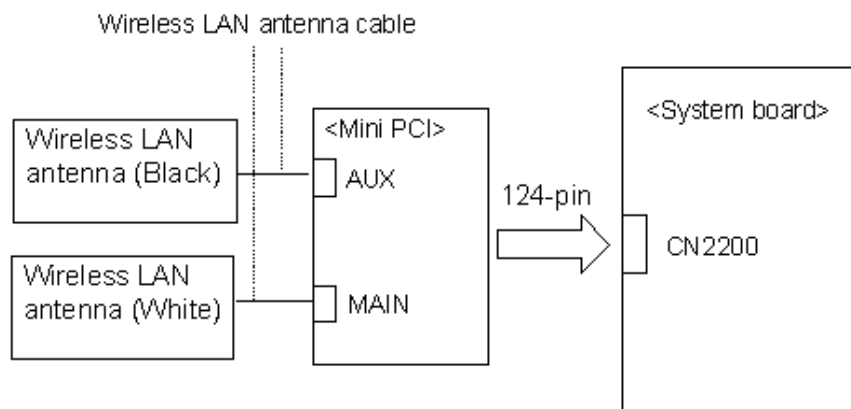 Wireless LAN antenna cable
Wireless LAN
antenna (Black)
<Mini PCI>
AUX
MAIN
Wireless LAN
antenna (White)
124-pin
<System board>
CN2200